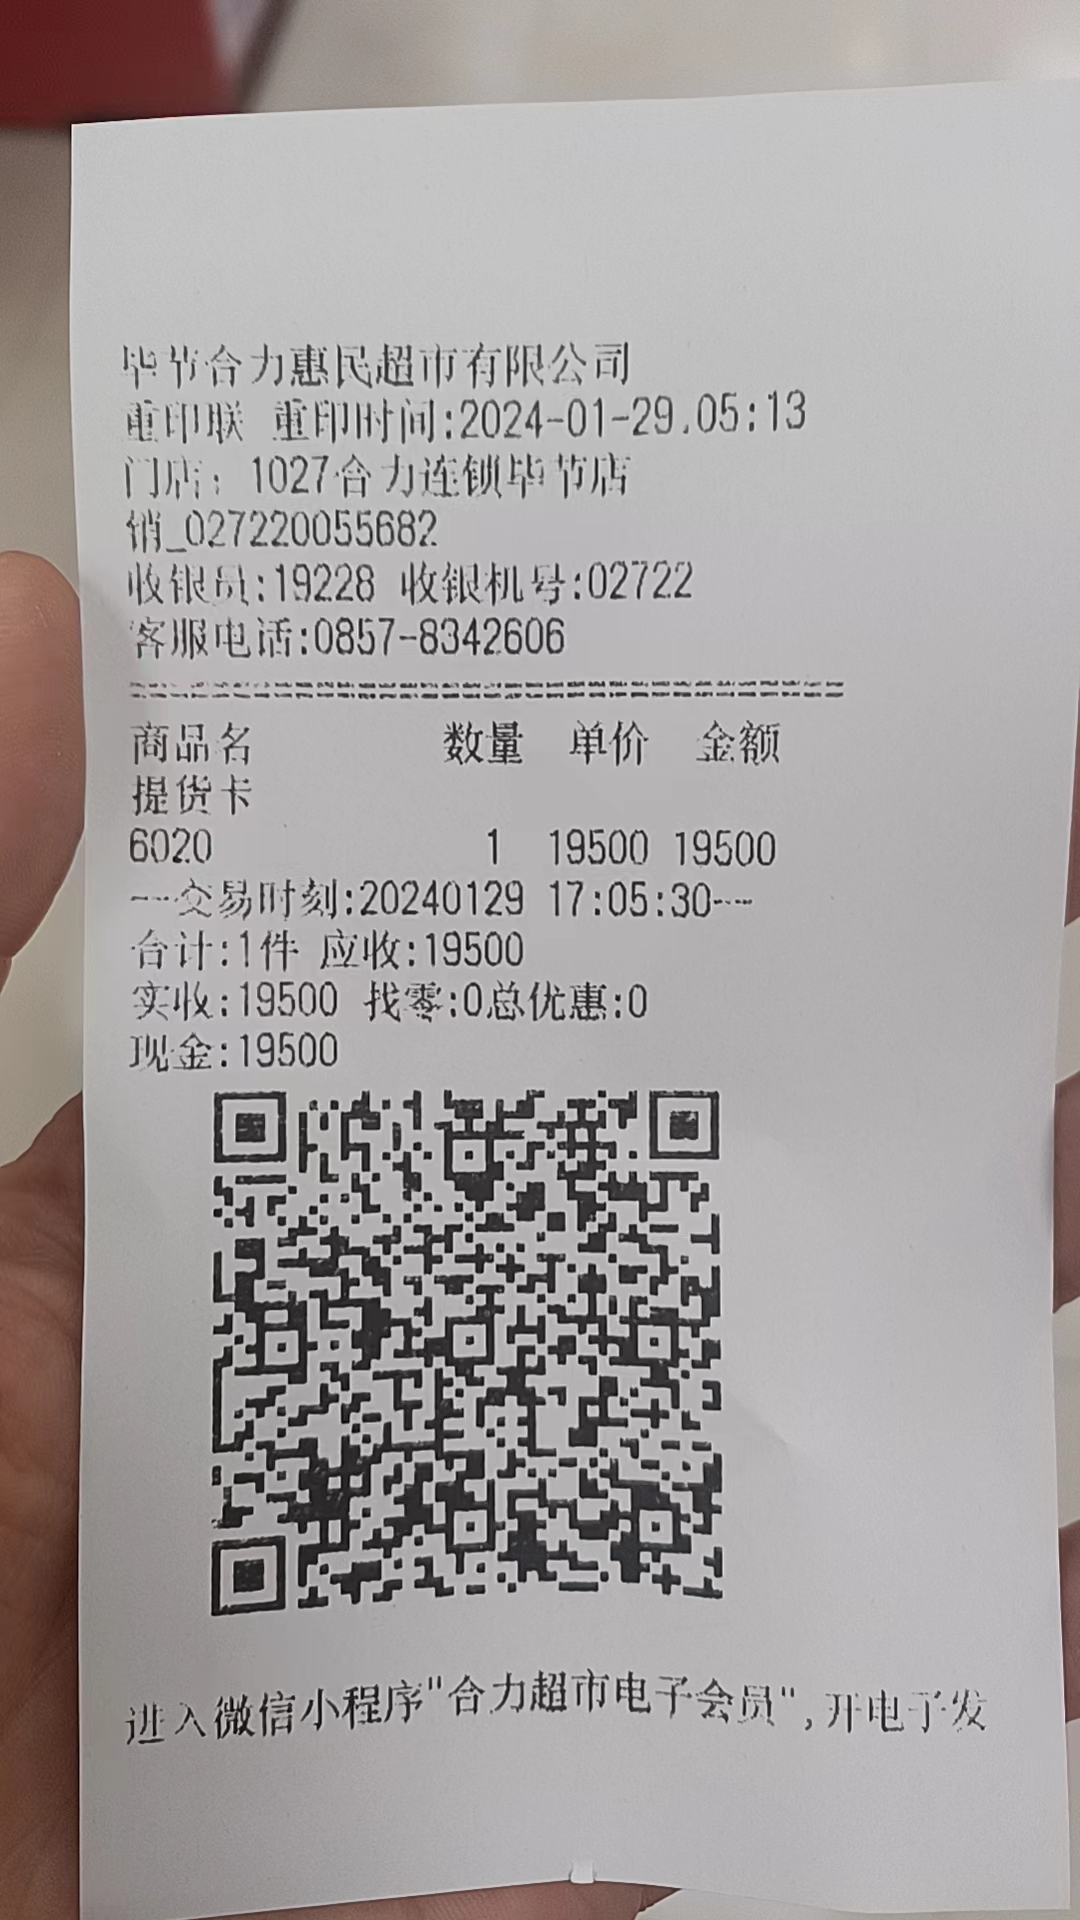 毕节合力惠民超市有限公司
重印联 重印时间:2024-01-29.05:13
门店: 1027合力连锁毕节店
销_027220055682
收银员:19228 收银机号:02722
客服电话:0857-8342606
商品名 数量 单价 金额
提货卡
6020 1 19500 19500
---交易时刻:20240129 17:05:30---
合计:1件 应收:19500
实收:19500 找零:0总优惠:0
现金:19500
进入微信小程序"合力超市电子会员",开电子发